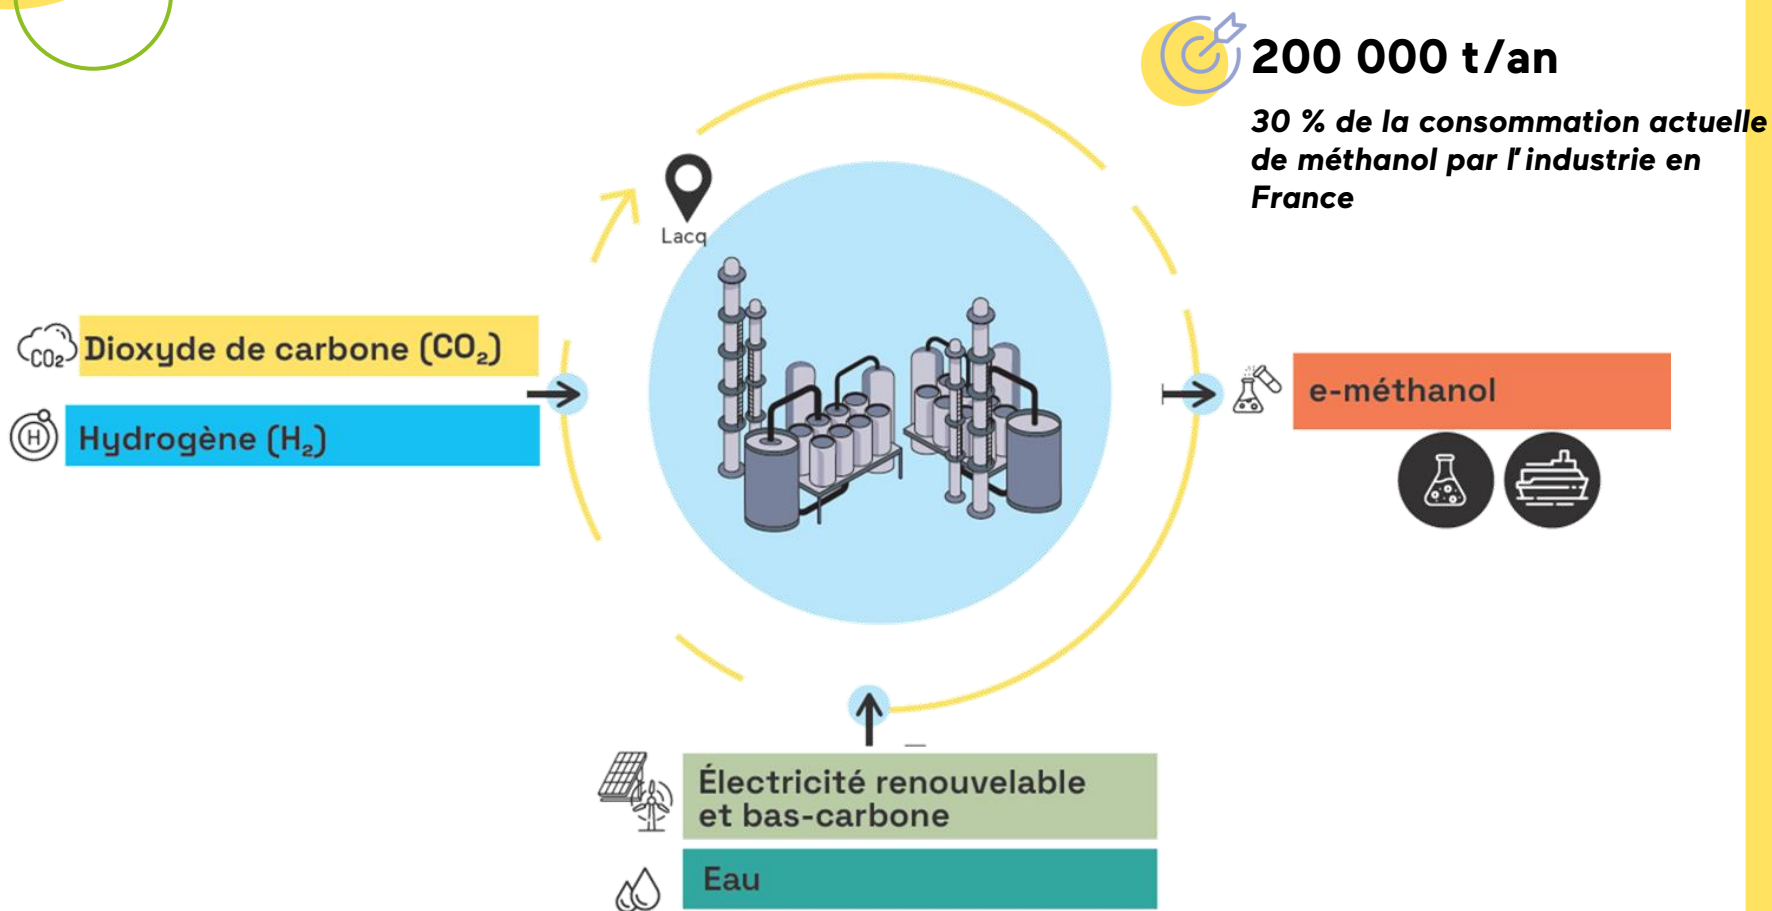 200 000 t/an
30 % de la consommation actuelle
de méthanol par l'industrie en
France
Lacq
CO₂
Dioxyde de carbone (CO₂)
H
Hydrogène (H₂)
e-méthanol
Électricité renouvelable
et bas-carbone
Eau